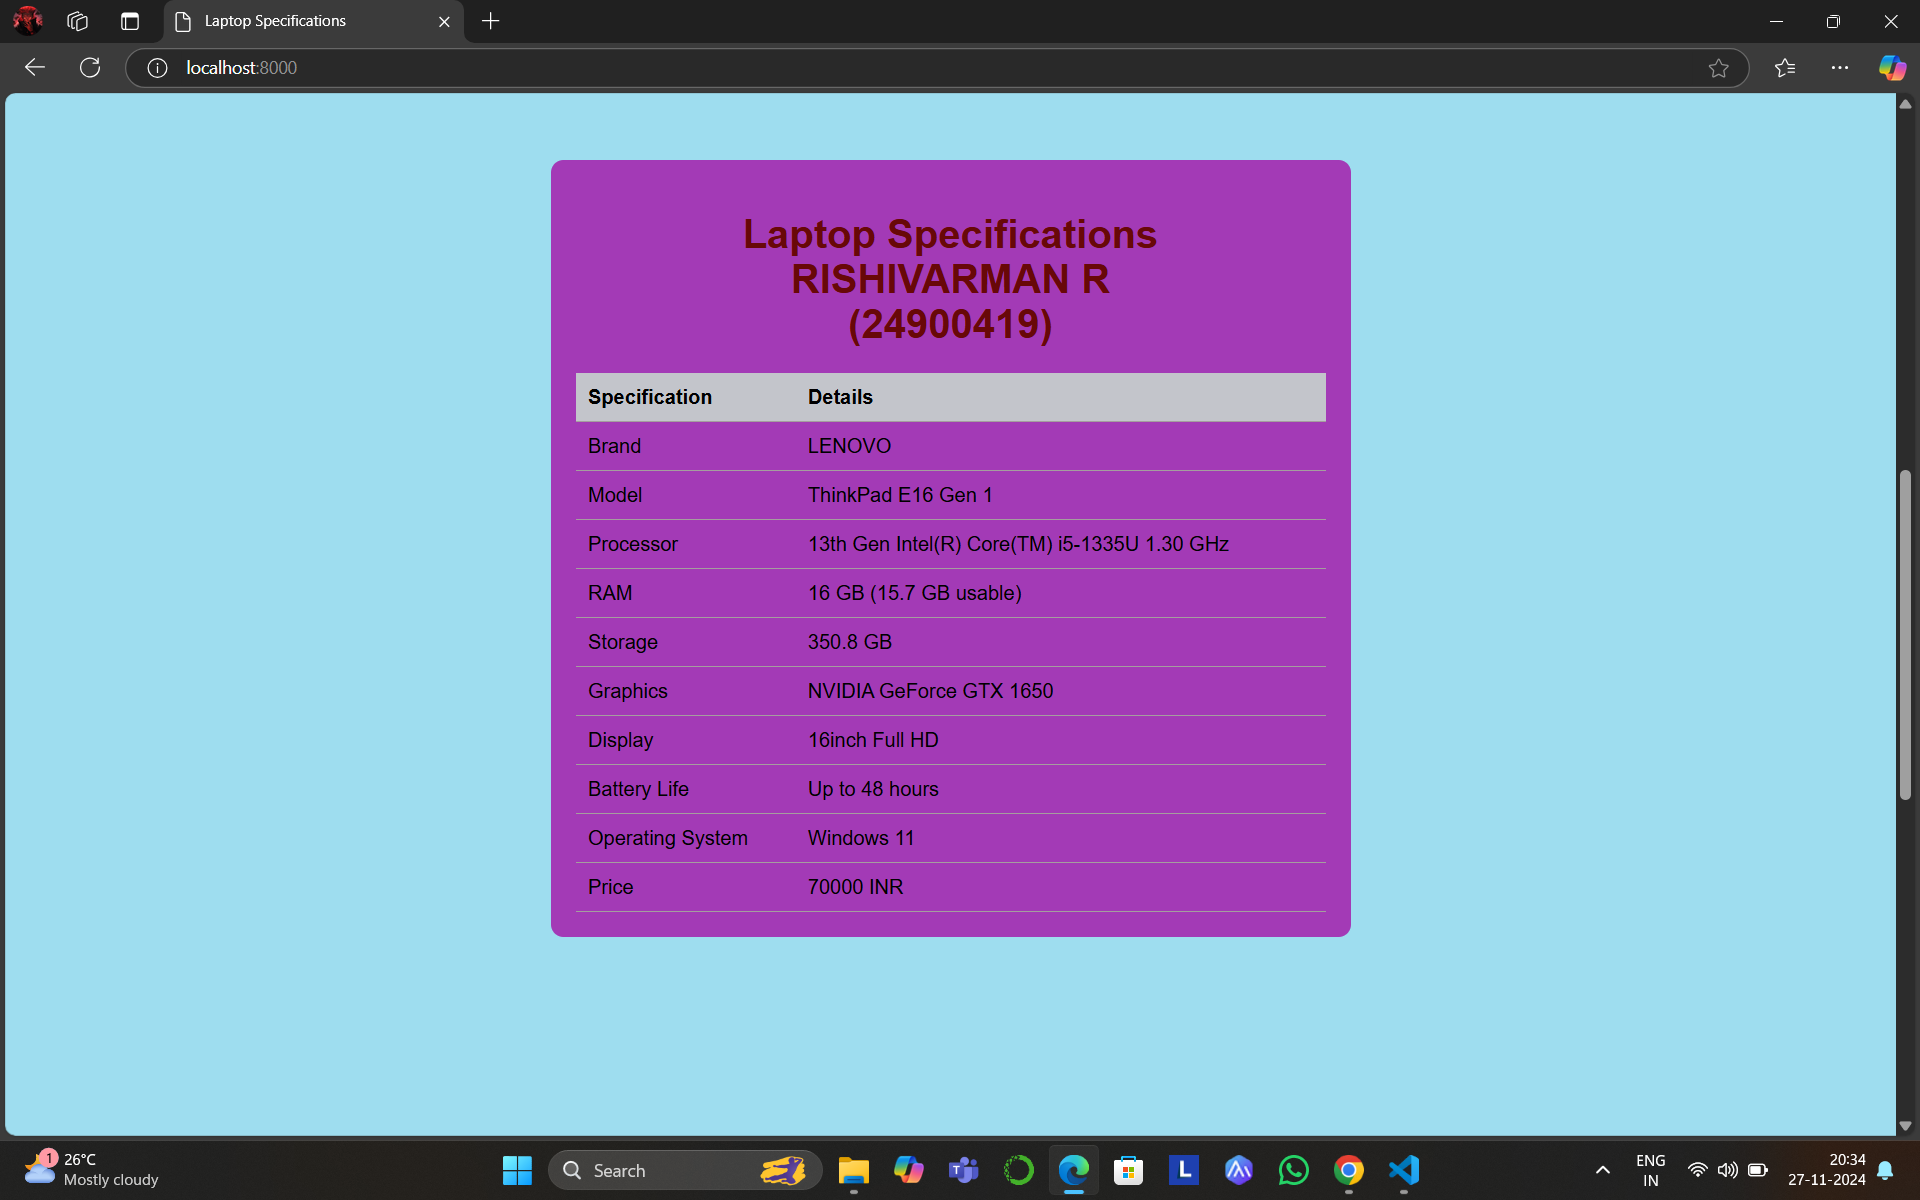 Laptop Specifications
localhost:8000
Laptop Specifications
RISHIVARMAN R
(24900419)
Specification Details
Brand LENOVO
Model ThinkPad E16 Gen 1
Processor 13th Gen Intel(R) Core(TM) i5-1335U 1.30 GHz
RAM 16 GB (15.7 GB usable)
Storage 350.8 GB
Graphics NVIDIA GeForce GTX 1650
Display 16inch Full HD
Battery Life Up to 48 hours
Operating System Windows 11
Price 70000 INR
1
26°C
Mostly cloudy
Search
T
L
ENG
IN
20:34
27-11-2024